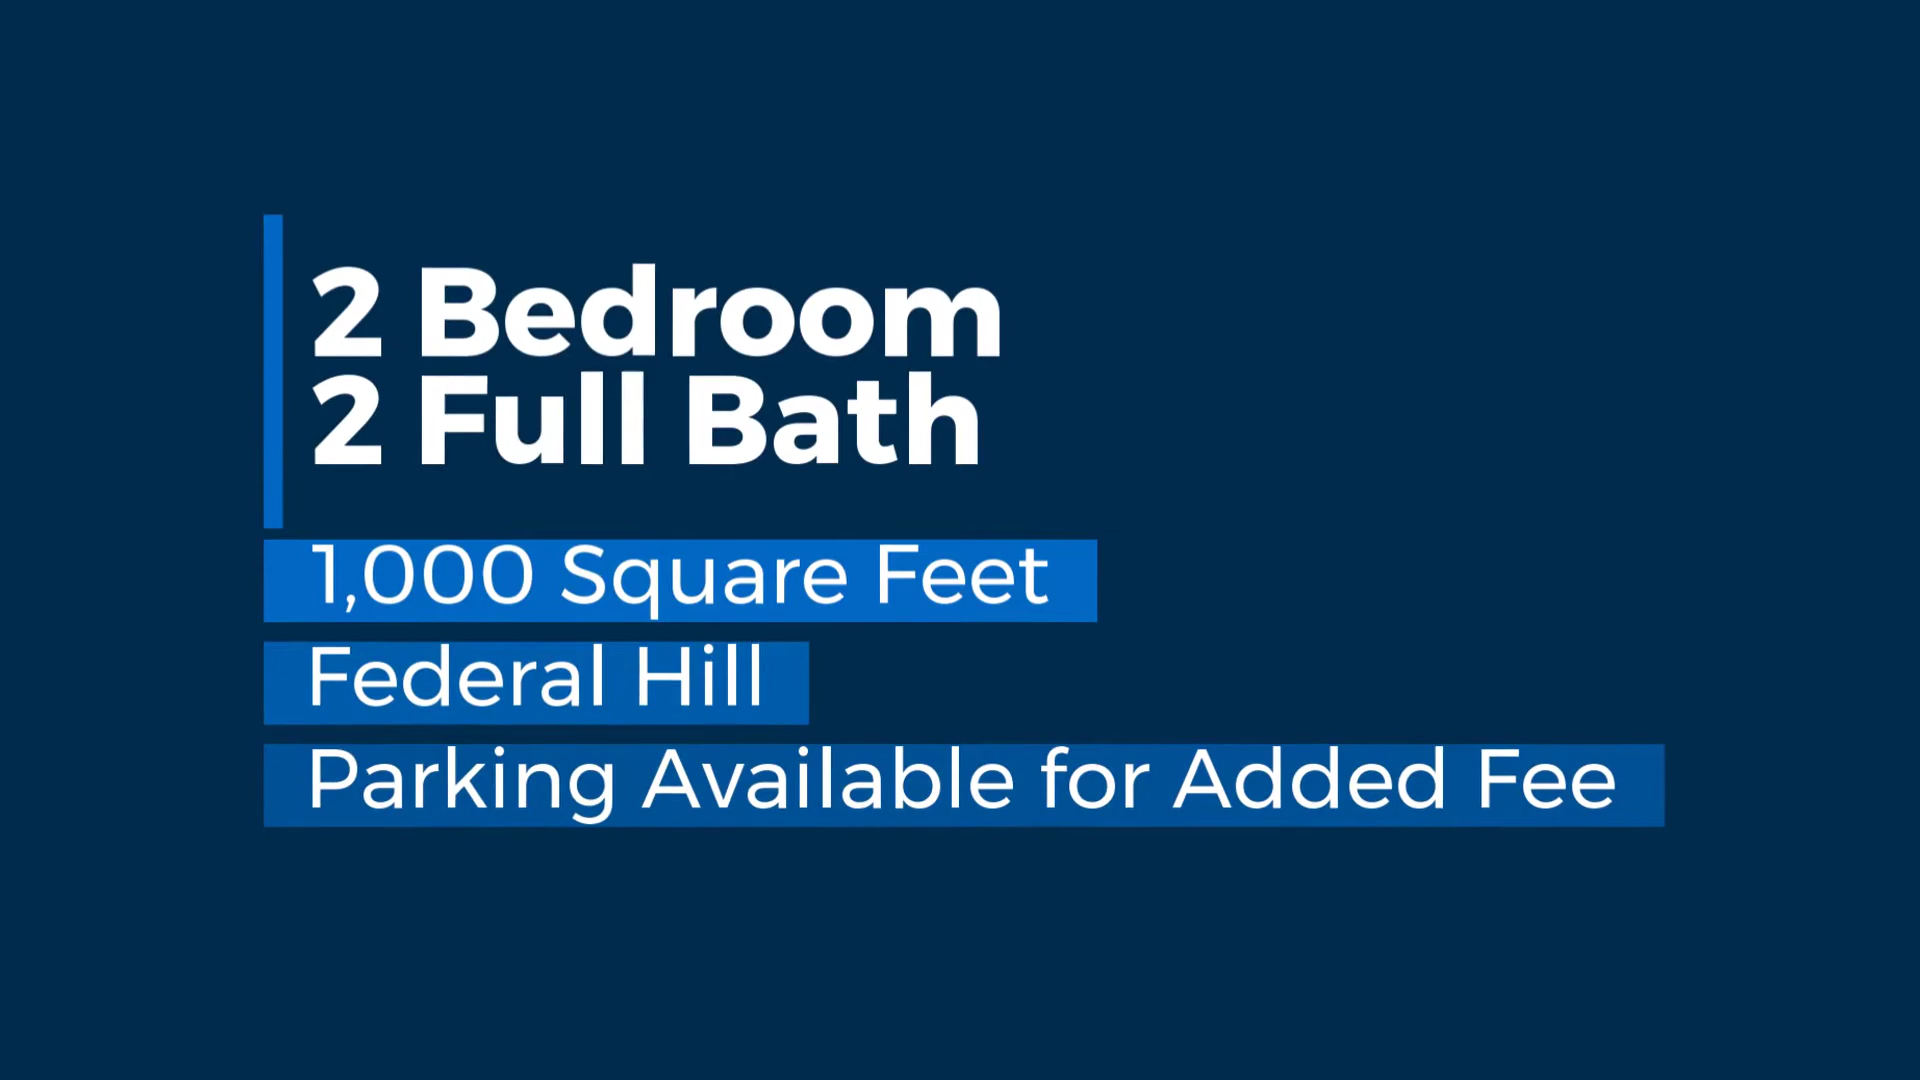 2 Bedroom
2 Full Bath
1,000 Square Feet
Federal Hill
Parking Available for Added Fee